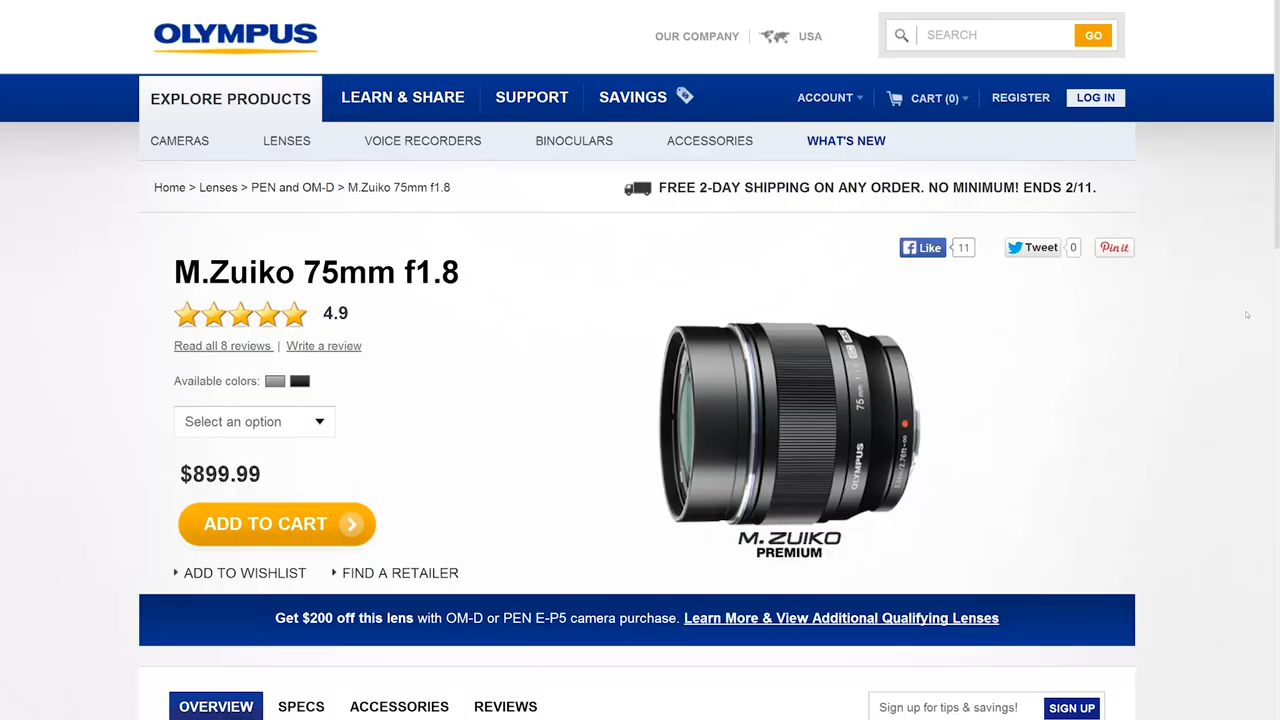 OLYMPUS
OUR COMPANY
USA
SEARCH
GO
EXPLORE PRODUCTS
LEARN & SHARE
SUPPORT
SAVINGS
ACCOUNT
CART (0)
REGISTER
LOG IN
CAMERAS
LENSES
VOICE RECORDERS
BINOCULARS
ACCESSORIES
WHAT'S NEW
Home > Lenses > PEN and OM-D > M.Zuiko 75mm f1.8
FREE 2-DAY SHIPPING ON ANY ORDER. NO MINIMUM! ENDS 2/11.
Like
11
Tweet
0
Pin it
M.Zuiko 75mm f1.8
4.9
Read all 8 reviews | Write a review
Available colors:
Select an option
$899.99
ADD TO CART
ADD TO WISHLIST
FIND A RETAILER
OLYMPUS
75mm
M.ZUIKO
PREMIUM
Get $200 off this lens with OM-D or PEN E-P5 camera purchase. Learn More & View Additional Qualifying Lenses
OVERVIEW
SPECS
ACCESSORIES
REVIEWS
Sign up for tips & savings!
SIGN UP